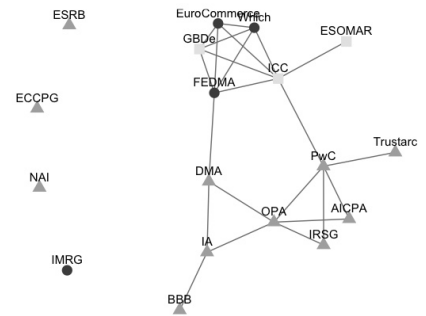 ESRB
EuroCommerce
Which
GBDe
ESOMAR
ICC
FEDMA
ECCPG
Trustarc
PwC
DMA
NAI
OPA
AICPA
IRSG
IA
IMRG
BBB